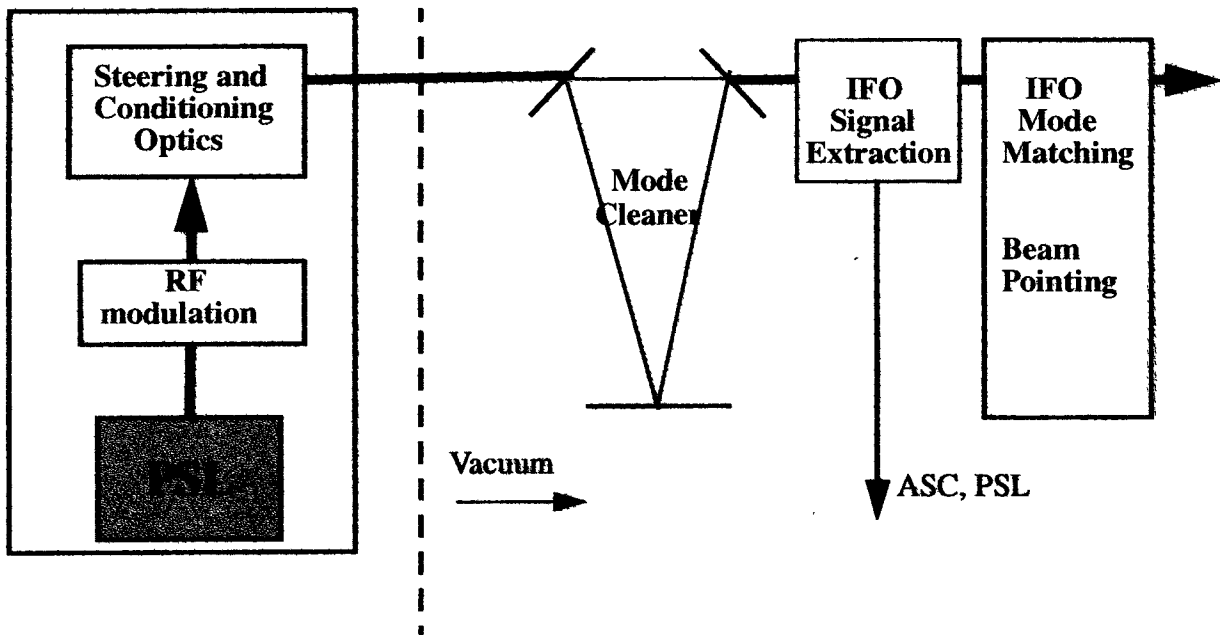 Steering and
Conditioning
Optics
RF
modulation
PSL
Vacuum
Mode
Cleaner
IFO
Signal
Extraction
ASC, PSL
IFO
Mode
Matching
Beam
Pointing